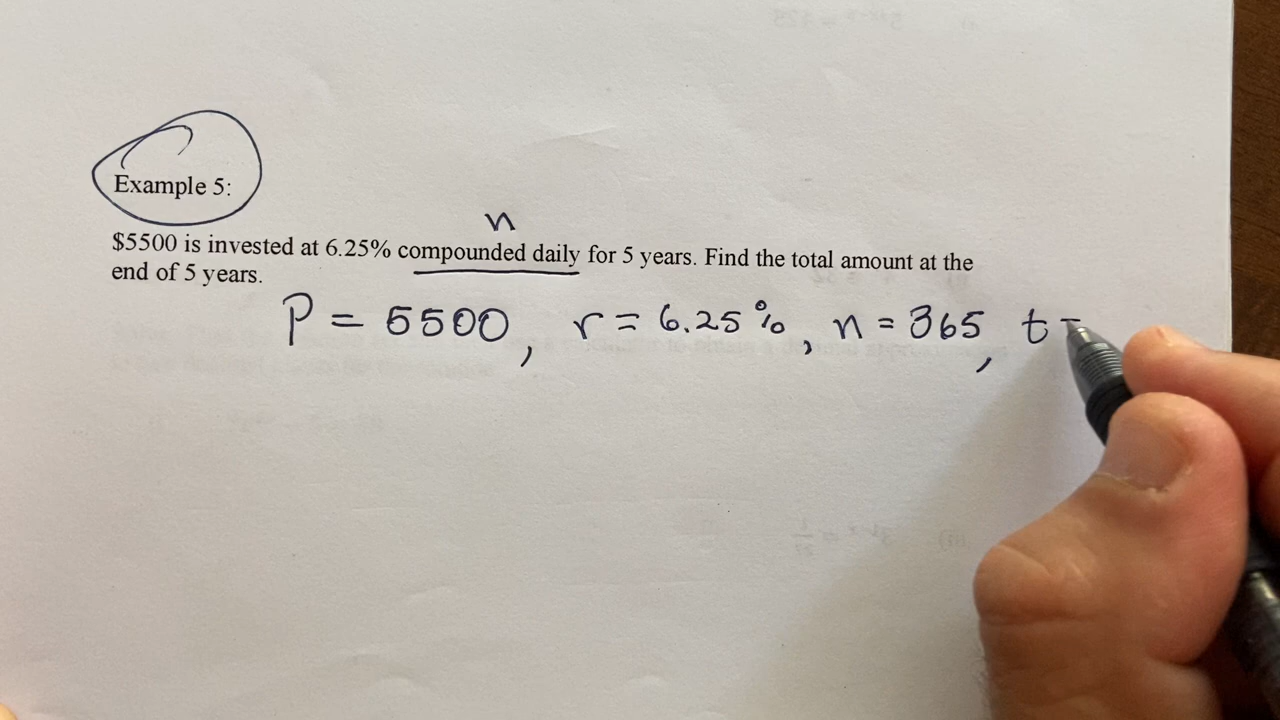 Example 5:
n
$5500 is invested at 6.25% compounded daily for 5 years. Find the total amount at the
end of 5 years.
P = 5500, r = 6.25%, n = 365, t =